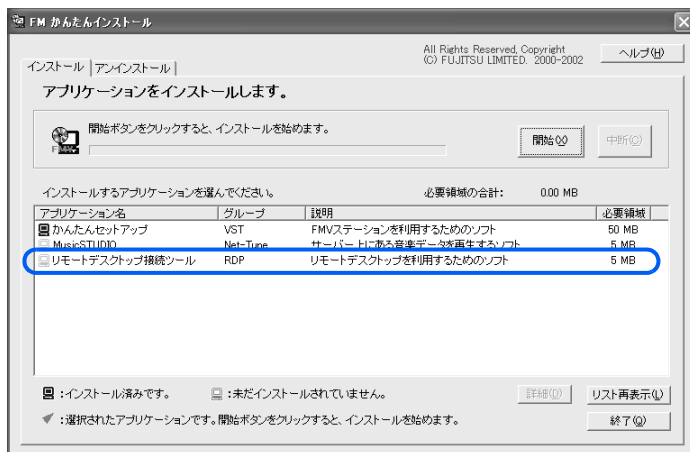 FM かんたんインストール
All Rights Reserved, Copyright
(C) FUJITSU LIMITED. 2000-2002
ヘルプ(H)
インストール アンインストール
アプリケーションをインストールします。
開始ボタンをクリックすると、インストールを始めます。
開始(X) 中断(C)
インストールするアプリケーションを選んでください。 必要領域の合計: 0.00 MB
アプリケーション名 グループ 説明 必要領域
かんたんセットアップ VST FMVステーションを利用するためのソフト 50 MB
MusicSTUDIO Net-Tune サーバー上にある音楽データを再生するソフト 5 MB
リモートデスクトップ接続ツール RDP リモートデスクトップを利用するためのソフト 5 MB
:インストール済みです。 :未だインストールされていません。 詳細(D) リスト再表示(L)
:選択されたアプリケーションです。開始ボタンをクリックすると、インストールを始めます。 終了(Q)